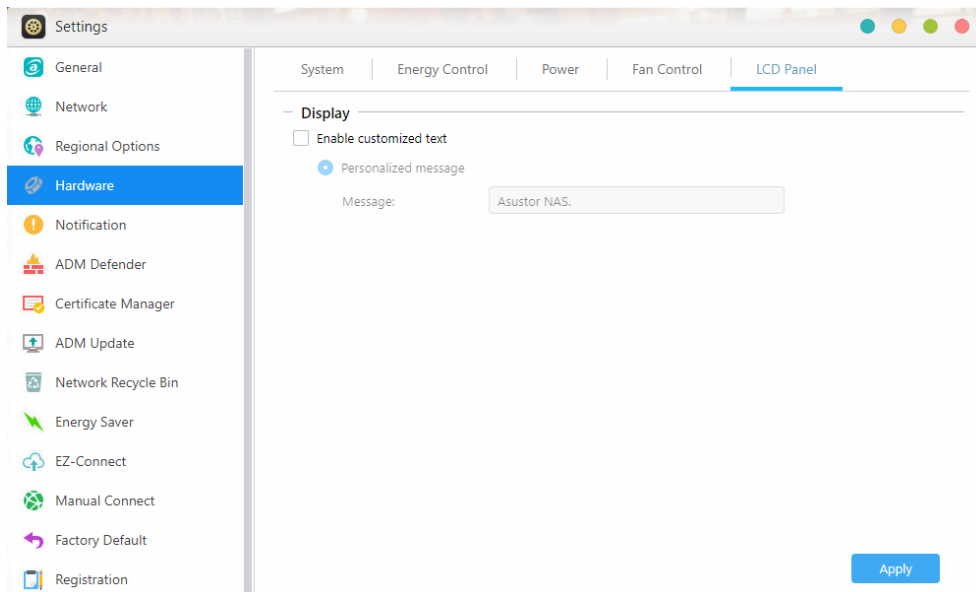 Settings
General
Network
Regional Options
Hardware
Notification
ADM Defender
Certificate Manager
ADM Update
Network Recycle Bin
Energy Saver
EZ-Connect
Manual Connect
Factory Default
Registration
System Energy Control Power Fan Control LCD Panel
Display
Enable customized text
Personalized message
Message: Asustor NAS.
Apply